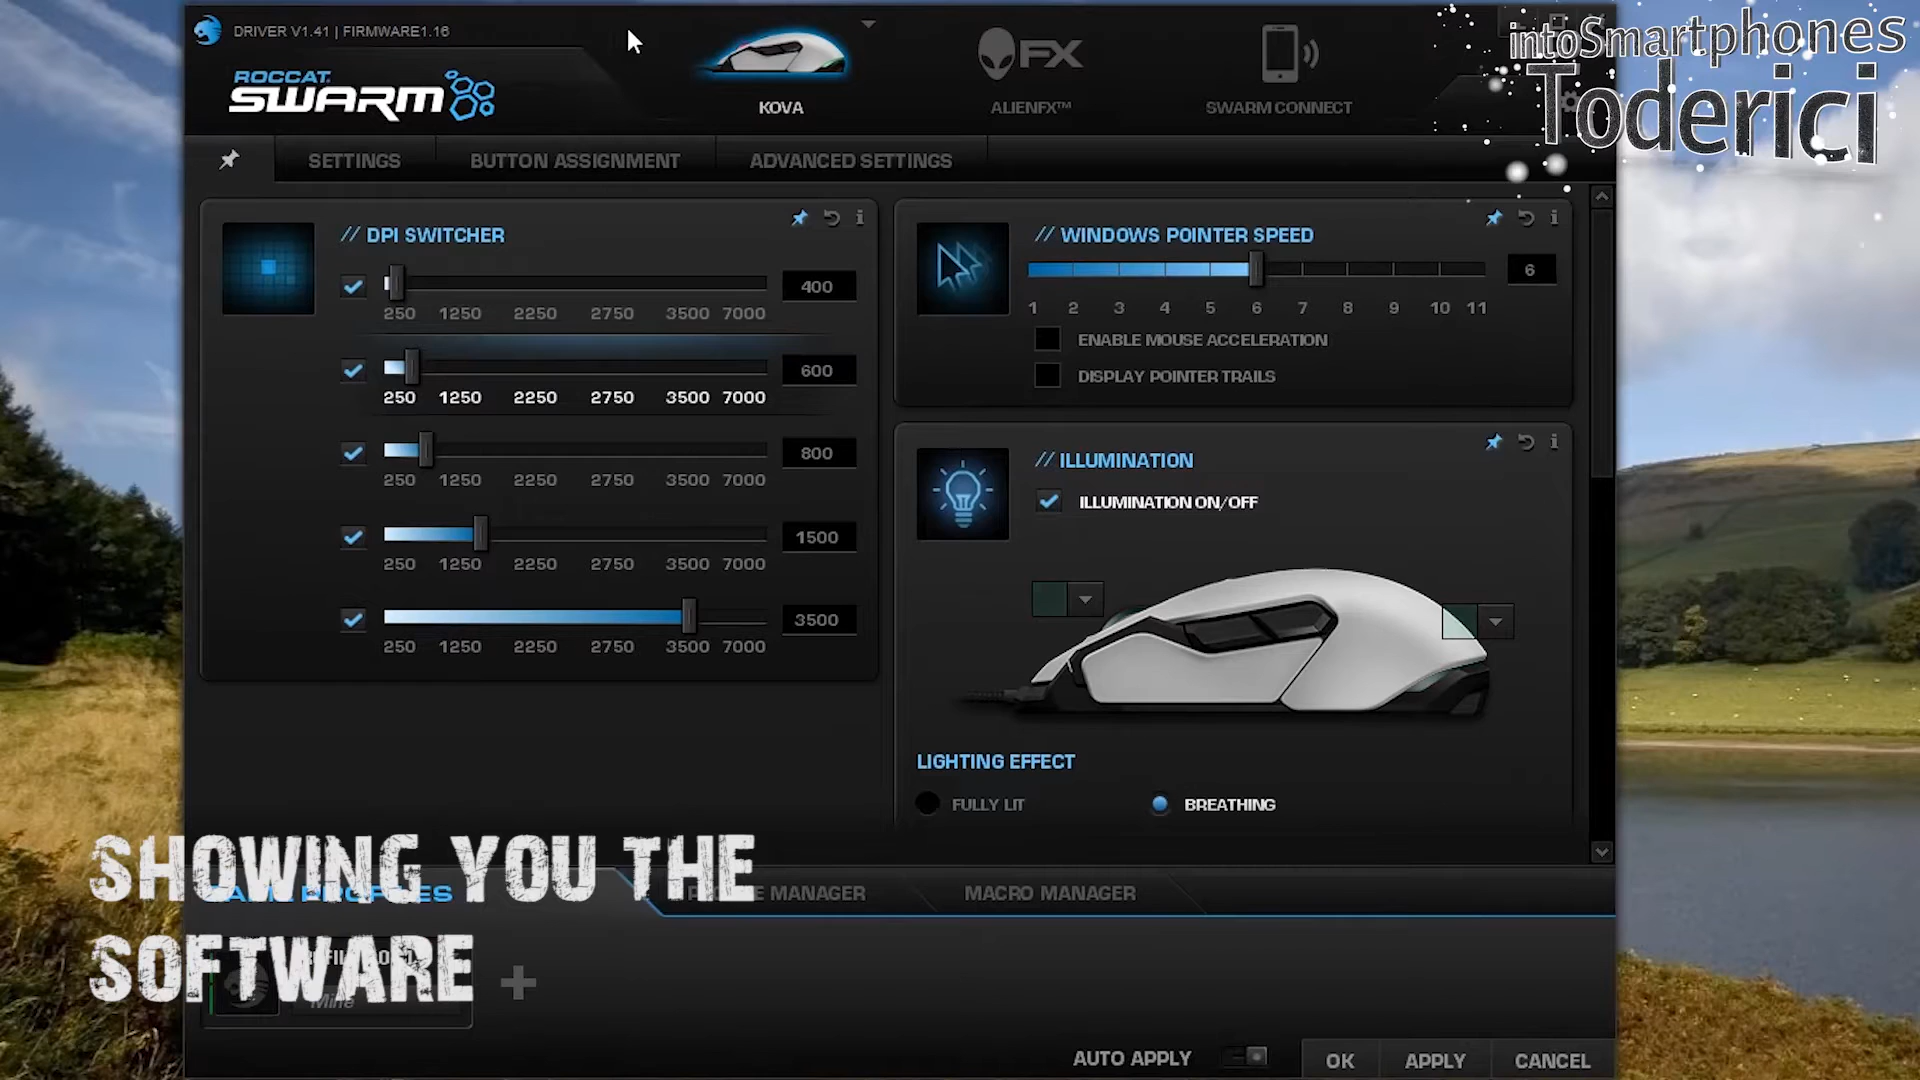 DRIVER V1.41 | FIRMWARE1.16
ROCCAT
SWARM
KOVA
FX
ALIENFX™
SWARM CONNECT
intoSmartphones
Toderici
SETTINGS
BUTTON ASSIGNMENT
ADVANCED SETTINGS
// DPI SWITCHER
400
250 1250 2250 2750 3500 7000
600
250 1250 2250 2750 3500 7000
800
250 1250 2250 2750 3500 7000
1500
250 1250 2250 2750 3500 7000
3500
250 1250 2250 2750 3500 7000
// WINDOWS POINTER SPEED
6
1 2 3 4 5 6 7 8 9 10 11
ENABLE MOUSE ACCELERATION
DISPLAY POINTER TRAILS
// ILLUMINATION
ILLUMINATION ON/OFF
LIGHTING EFFECT
FULLY LIT
BREATHING
SHOWING YOU THE
SOFTWARE
MANAGER
MACRO MANAGER
Mine
AUTO APPLY
OK
APPLY
CANCEL